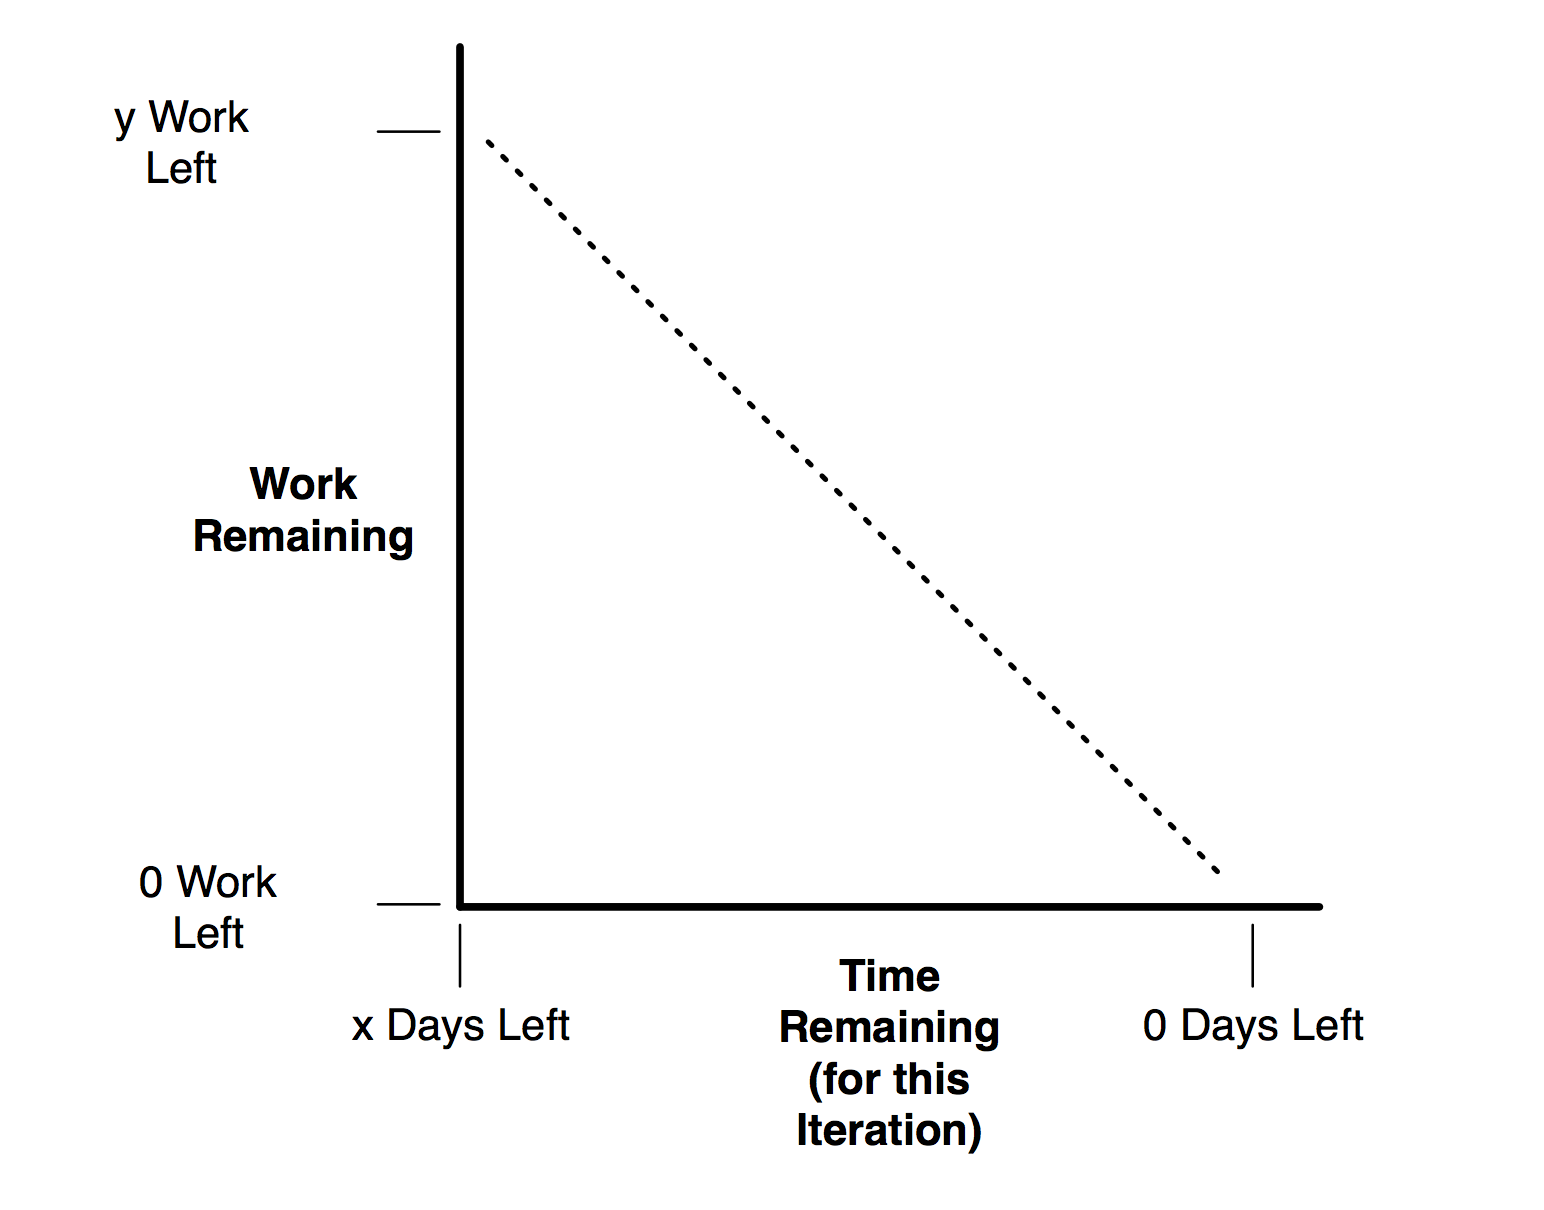 y Work
Left
Work
Remaining
0 Work
Left
x Days Left
Time
Remaining
(for this
Iteration)
0 Days Left